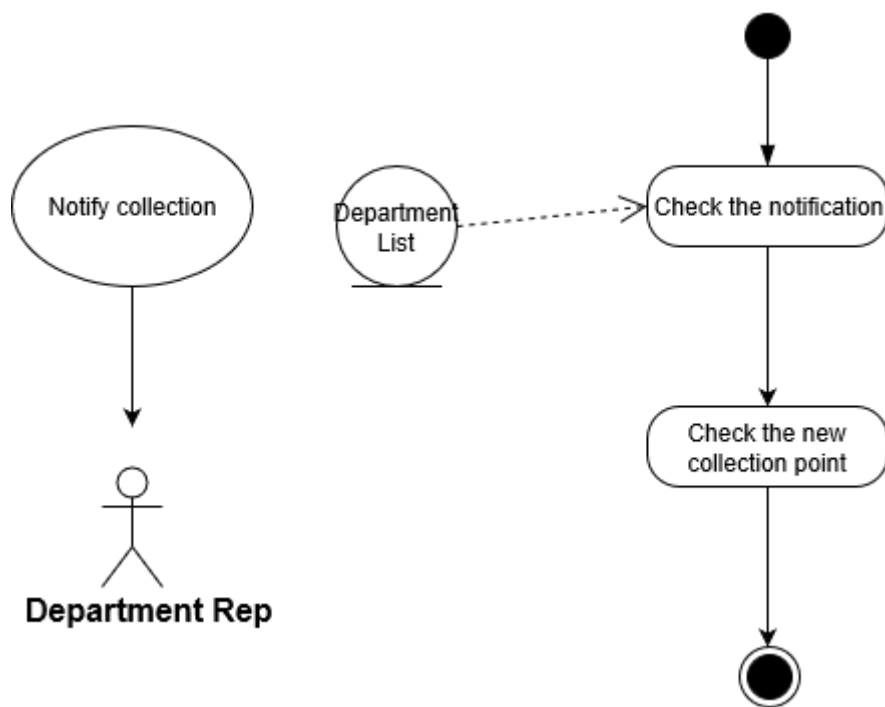 Notify collection
Department
List
Check the notification
Check the new
collection point
Department Rep